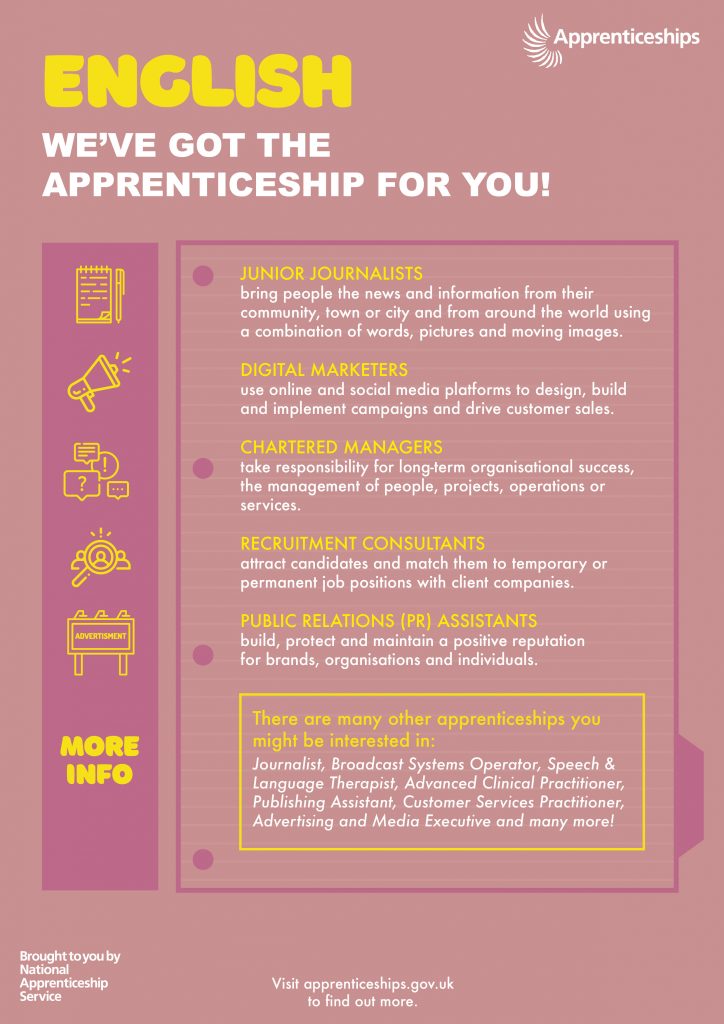 Apprenticeships
ENGLISH
WE'VE GOT THE
APPRENTICESHIP FOR YOU!
JUNIOR JOURNALISTS
bring people the news and information from their
community, town or city and from around the world using
a combination of words, pictures and moving images.
DIGITAL MARKETERS
use online and social media platforms to design, build
and implement campaigns and drive customer sales.
CHARTERED MANAGERS
take responsibility for long-term organisational success,
the management of people, projects, operations or
services.
RECRUITMENT CONSULTANTS
attract candidates and match them to temporary or
permanent job positions with client companies.
ADVERTISMENT
PUBLIC RELATIONS (PR) ASSISTANTS
build, protect and maintain a positive reputation
for brands, organisations and individuals.
MORE
INFO
There are many other apprenticeships you
might be interested in:
Journalist, Broadcast Systems Operator, Speech &
Language Therapist, Advanced Clinical Practitioner,
Publishing Assistant, Customer Services Practitioner,
Advertising and Media Executive and many more!
Brought to you by
National
Apprenticeship
Service
Visit apprenticeships.gov.uk
to find out more.